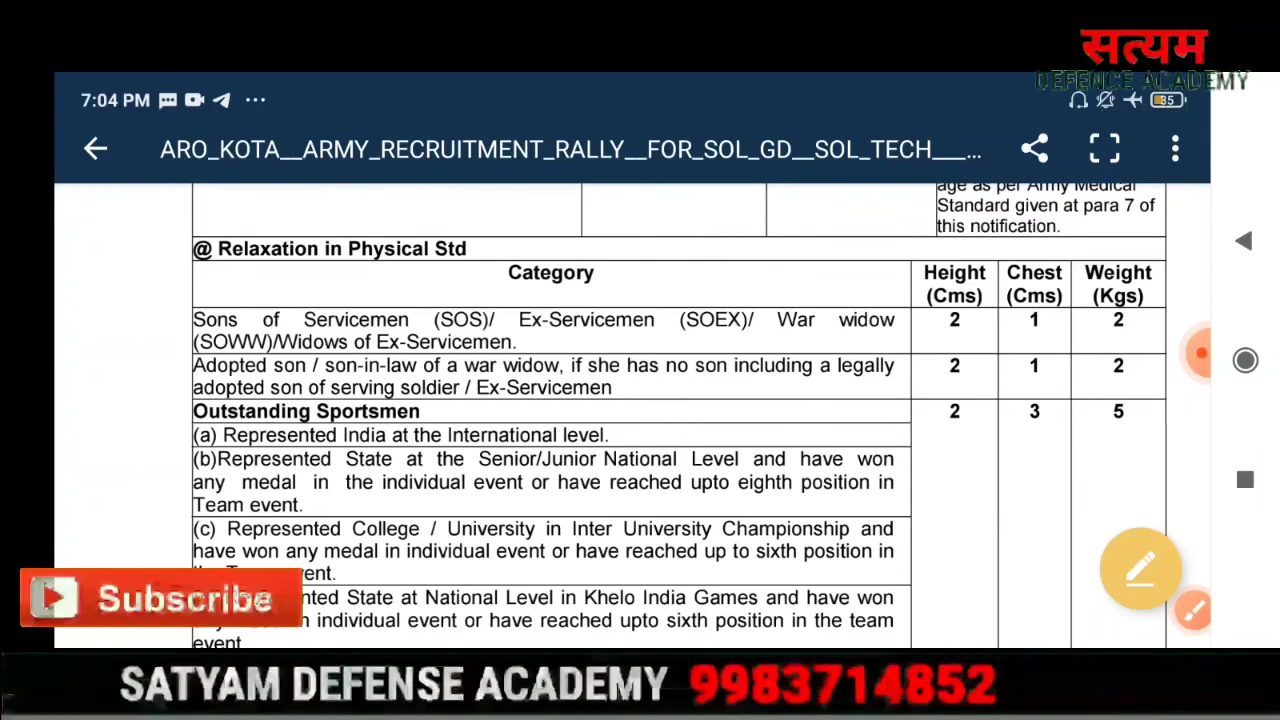 सत्यम
DEFENCE ACADEMY
7:04 PM
35
ARO_KOTA__ARMY_RECRUITMENT_RALLY__FOR_SOL_GD__SOL_TECH___...
age as per Army Medical
Standard given at para 7 of
this notification.
@ Relaxation in Physical Std
Category Height (Cms) Chest (Cms) Weight (Kgs)
Sons of Servicemen (SOS)/ Ex-Servicemen (SOEX)/ War widow 2 1 2
(SOWW)/Widows of Ex-Servicemen.
Adopted son / son-in-law of a war widow, if she has no son including a legally 2 1 2
adopted son of serving soldier / Ex-Servicemen
Outstanding Sportsmen 2 3 5
(a) Represented India at the International level.
(b)Represented State at the Senior/Junior National Level and have won
any medal in the individual event or have reached upto eighth position in
Team event.
(c) Represented College / University in Inter University Championship and
have won any medal in individual event or have reached up to sixth position in
State at National Level in Khelo India Games and have won
individual event or have reached upto sixth position in the team
event
Subscribe
SATYAM DEFENSE ACADEMY 9983714852